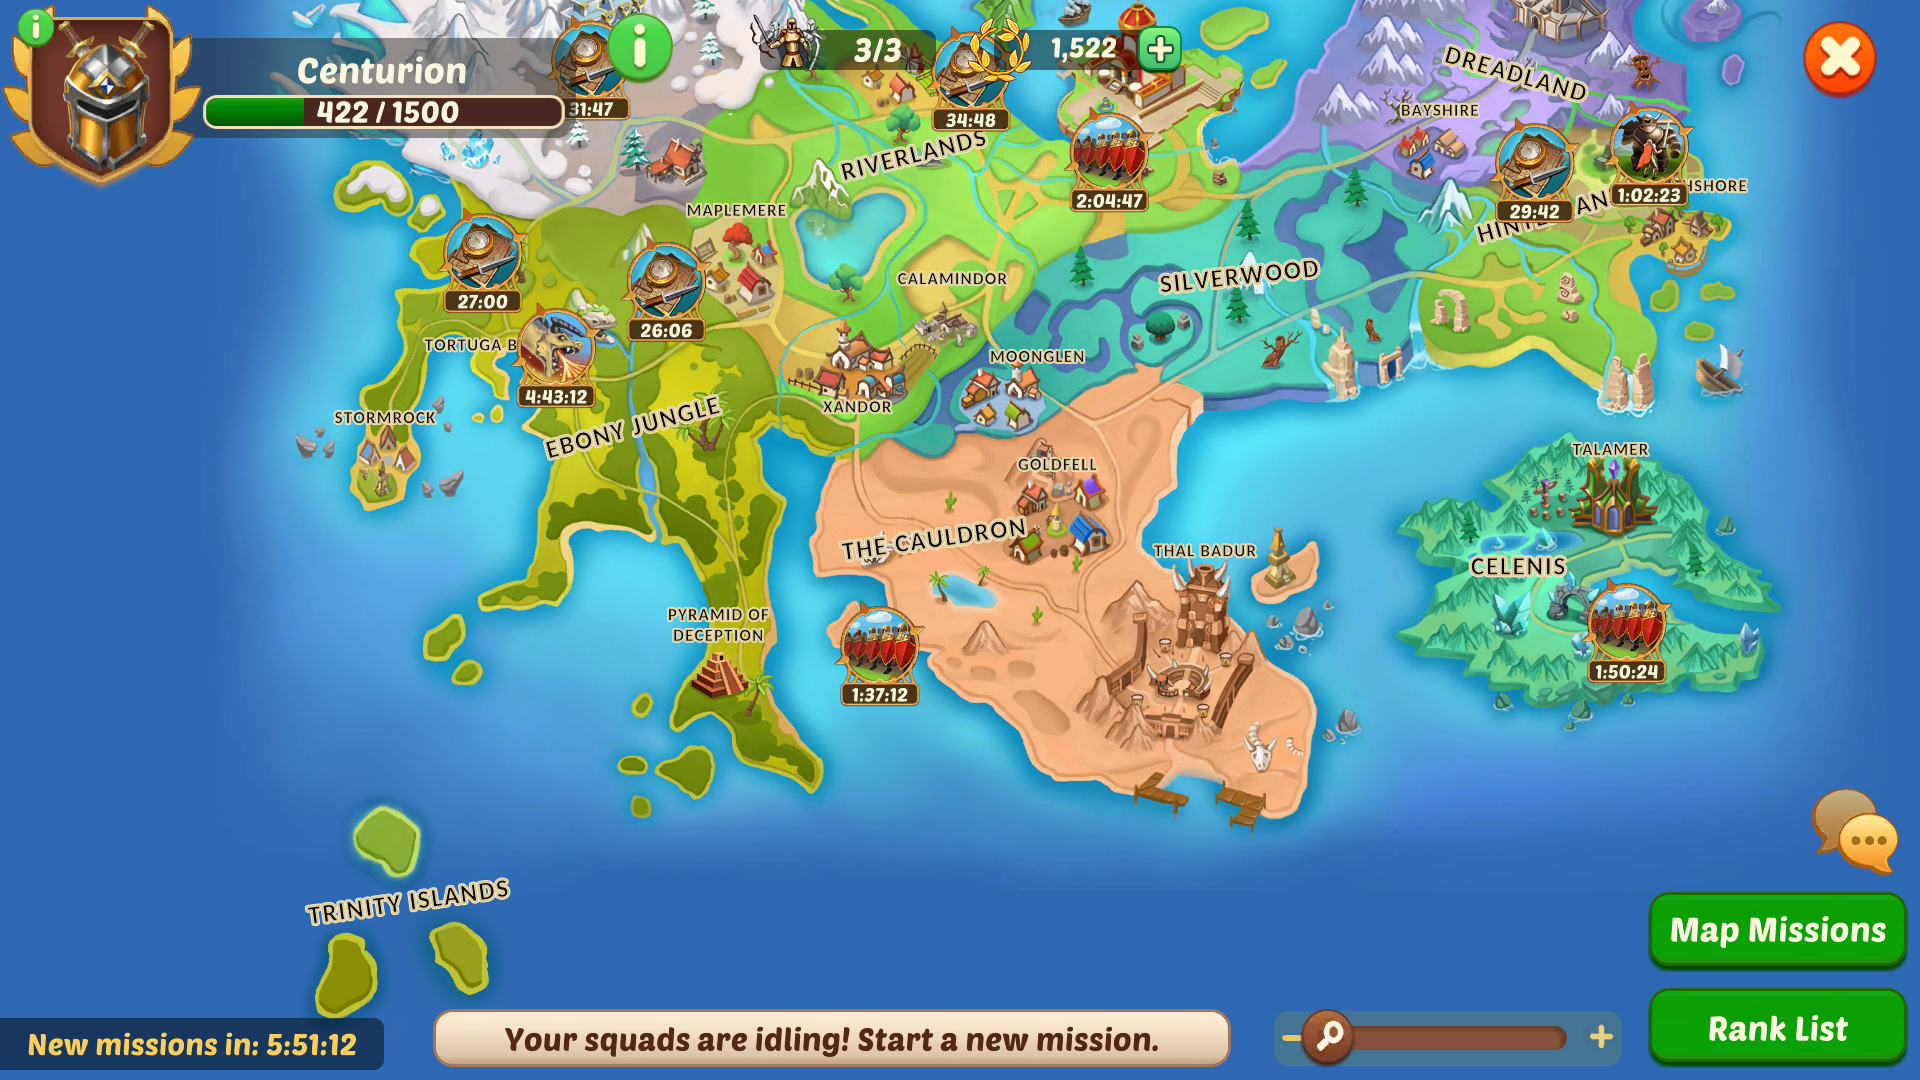 Centurion
422 / 1500
31:47
3/3
34:48
1,522
DREADLAND
BAYSHIRE
RIVERLANDS
2:04:47
29:42
1:02:23
MAPLEMERE
27:00
26:06
CALAMINDOR
SILVERWOOD
TORTUGA B
4:43:12
MOONGLEN
XANDOR
STORMROCK
EBONY JUNGLE
GOLDFELL
TALAMER
THE CAULDRON
THAL BADUR
CELENIS
PYRAMID OF
DECEPTION
1:37:12
1:50:24
TRINITY ISLANDS
Map Missions
Rank List
New missions in: 5:51:12
Your squads are idling! Start a new mission.